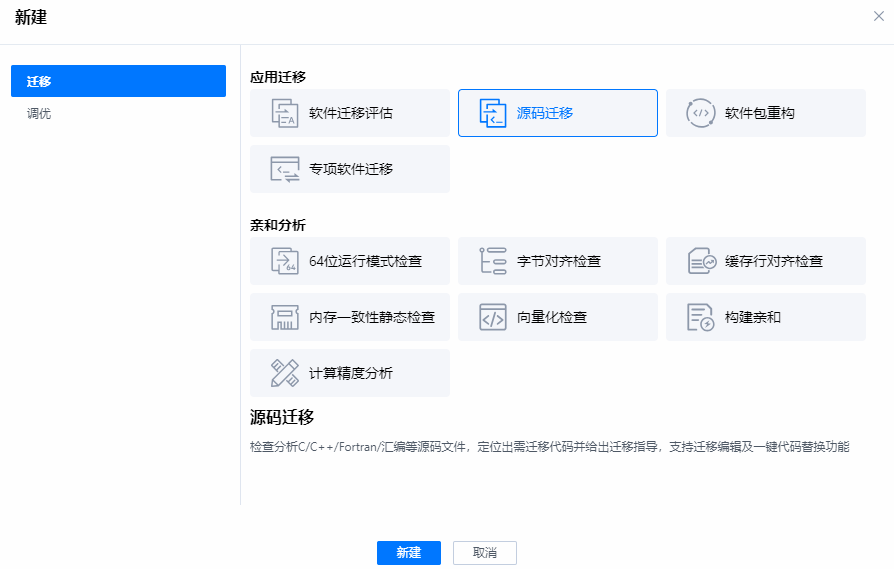 新建
迁移
调优
应用迁移
软件迁移评估
源码迁移
软件包重构
专项软件迁移
亲和分析
64位运行模式检查
字节对齐检查
缓存行对齐检查
内存一致性静态检查
向量化检查
构建亲和
计算精度分析
源码迁移
检查分析C/C++/Fortran/汇编等源码文件，定位出需迁移代码并给出迁移指导，支持迁移编辑及一键代码替换功能
新建
取消